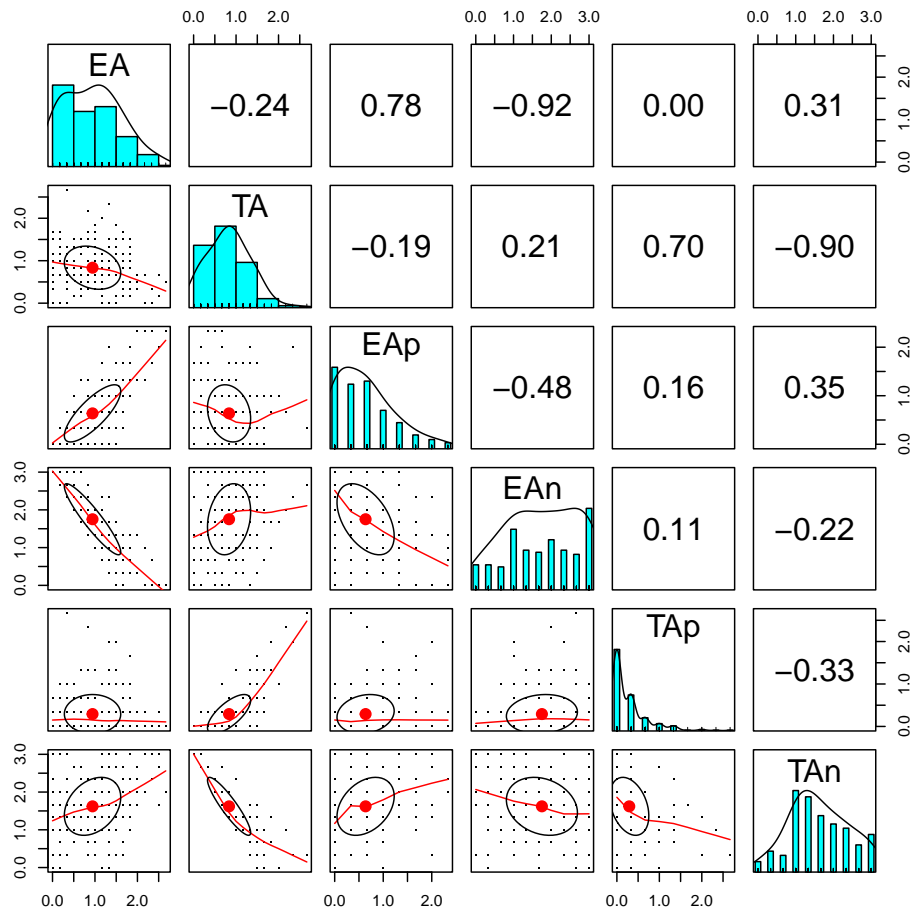 0.0 1.0 2.0 0.0 1.0 2.0 3.0 0.0 1.0 2.0 0.0 1.0 2.0 3.0
EA −0.24 0.78 −0.92 0.00 0.31 0.0 1.0 2.0
0.0 1.0 2.0 TA −0.19 0.21 0.70 −0.90
EAp −0.48 0.16 0.35 0.0 1.0 2.0
0.0 1.0 2.0 3.0 EAn 0.11 −0.22
TAp −0.33 0.0 1.0 2.0
0.0 1.0 2.0 3.0 TAn
0.0 1.0 2.0 0.0 1.0 2.0 0.0 1.0 2.0